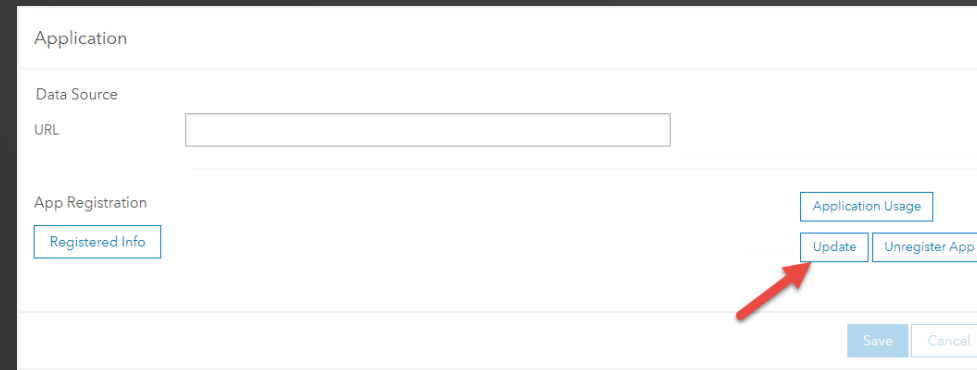 Application
Data Source
URL
App Registration
Application Usage
Registered Info
Update
Unregister App
Save
Cancel